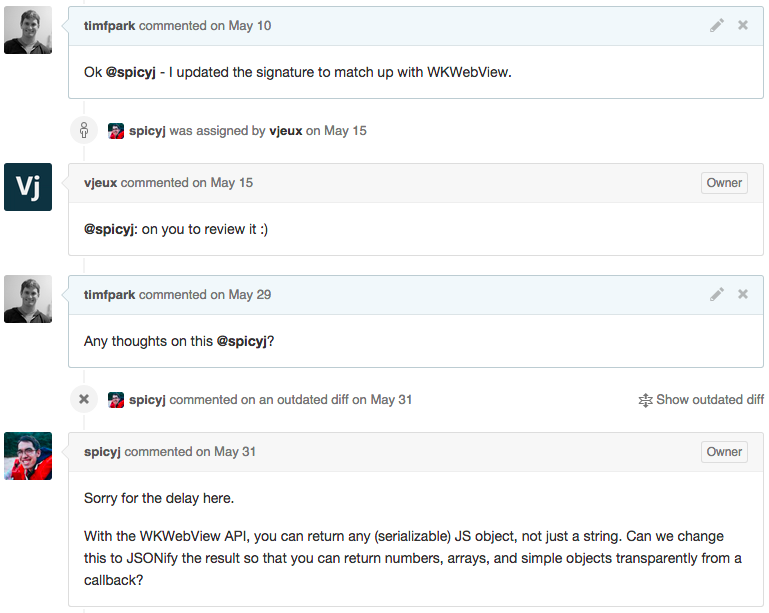 timfpark commented on May 10
Ok @spicyj - I updated the signature to match up with WKWebView.
spicyj was assigned by vjeux on May 15
Vj
vjeux commented on May 15
Owner
@spicyj: on you to review it :)
timfpark commented on May 29
Any thoughts on this @spicyj?
spicyj commented on an outdated diff on May 31
Show outdated diff
spicyj commented on May 31
Owner
Sorry for the delay here.
With the WKWebView API, you can return any (serializable) JS object, not just a string. Can we change
this to JSONify the result so that you can return numbers, arrays, and simple objects transparently from a
callback?